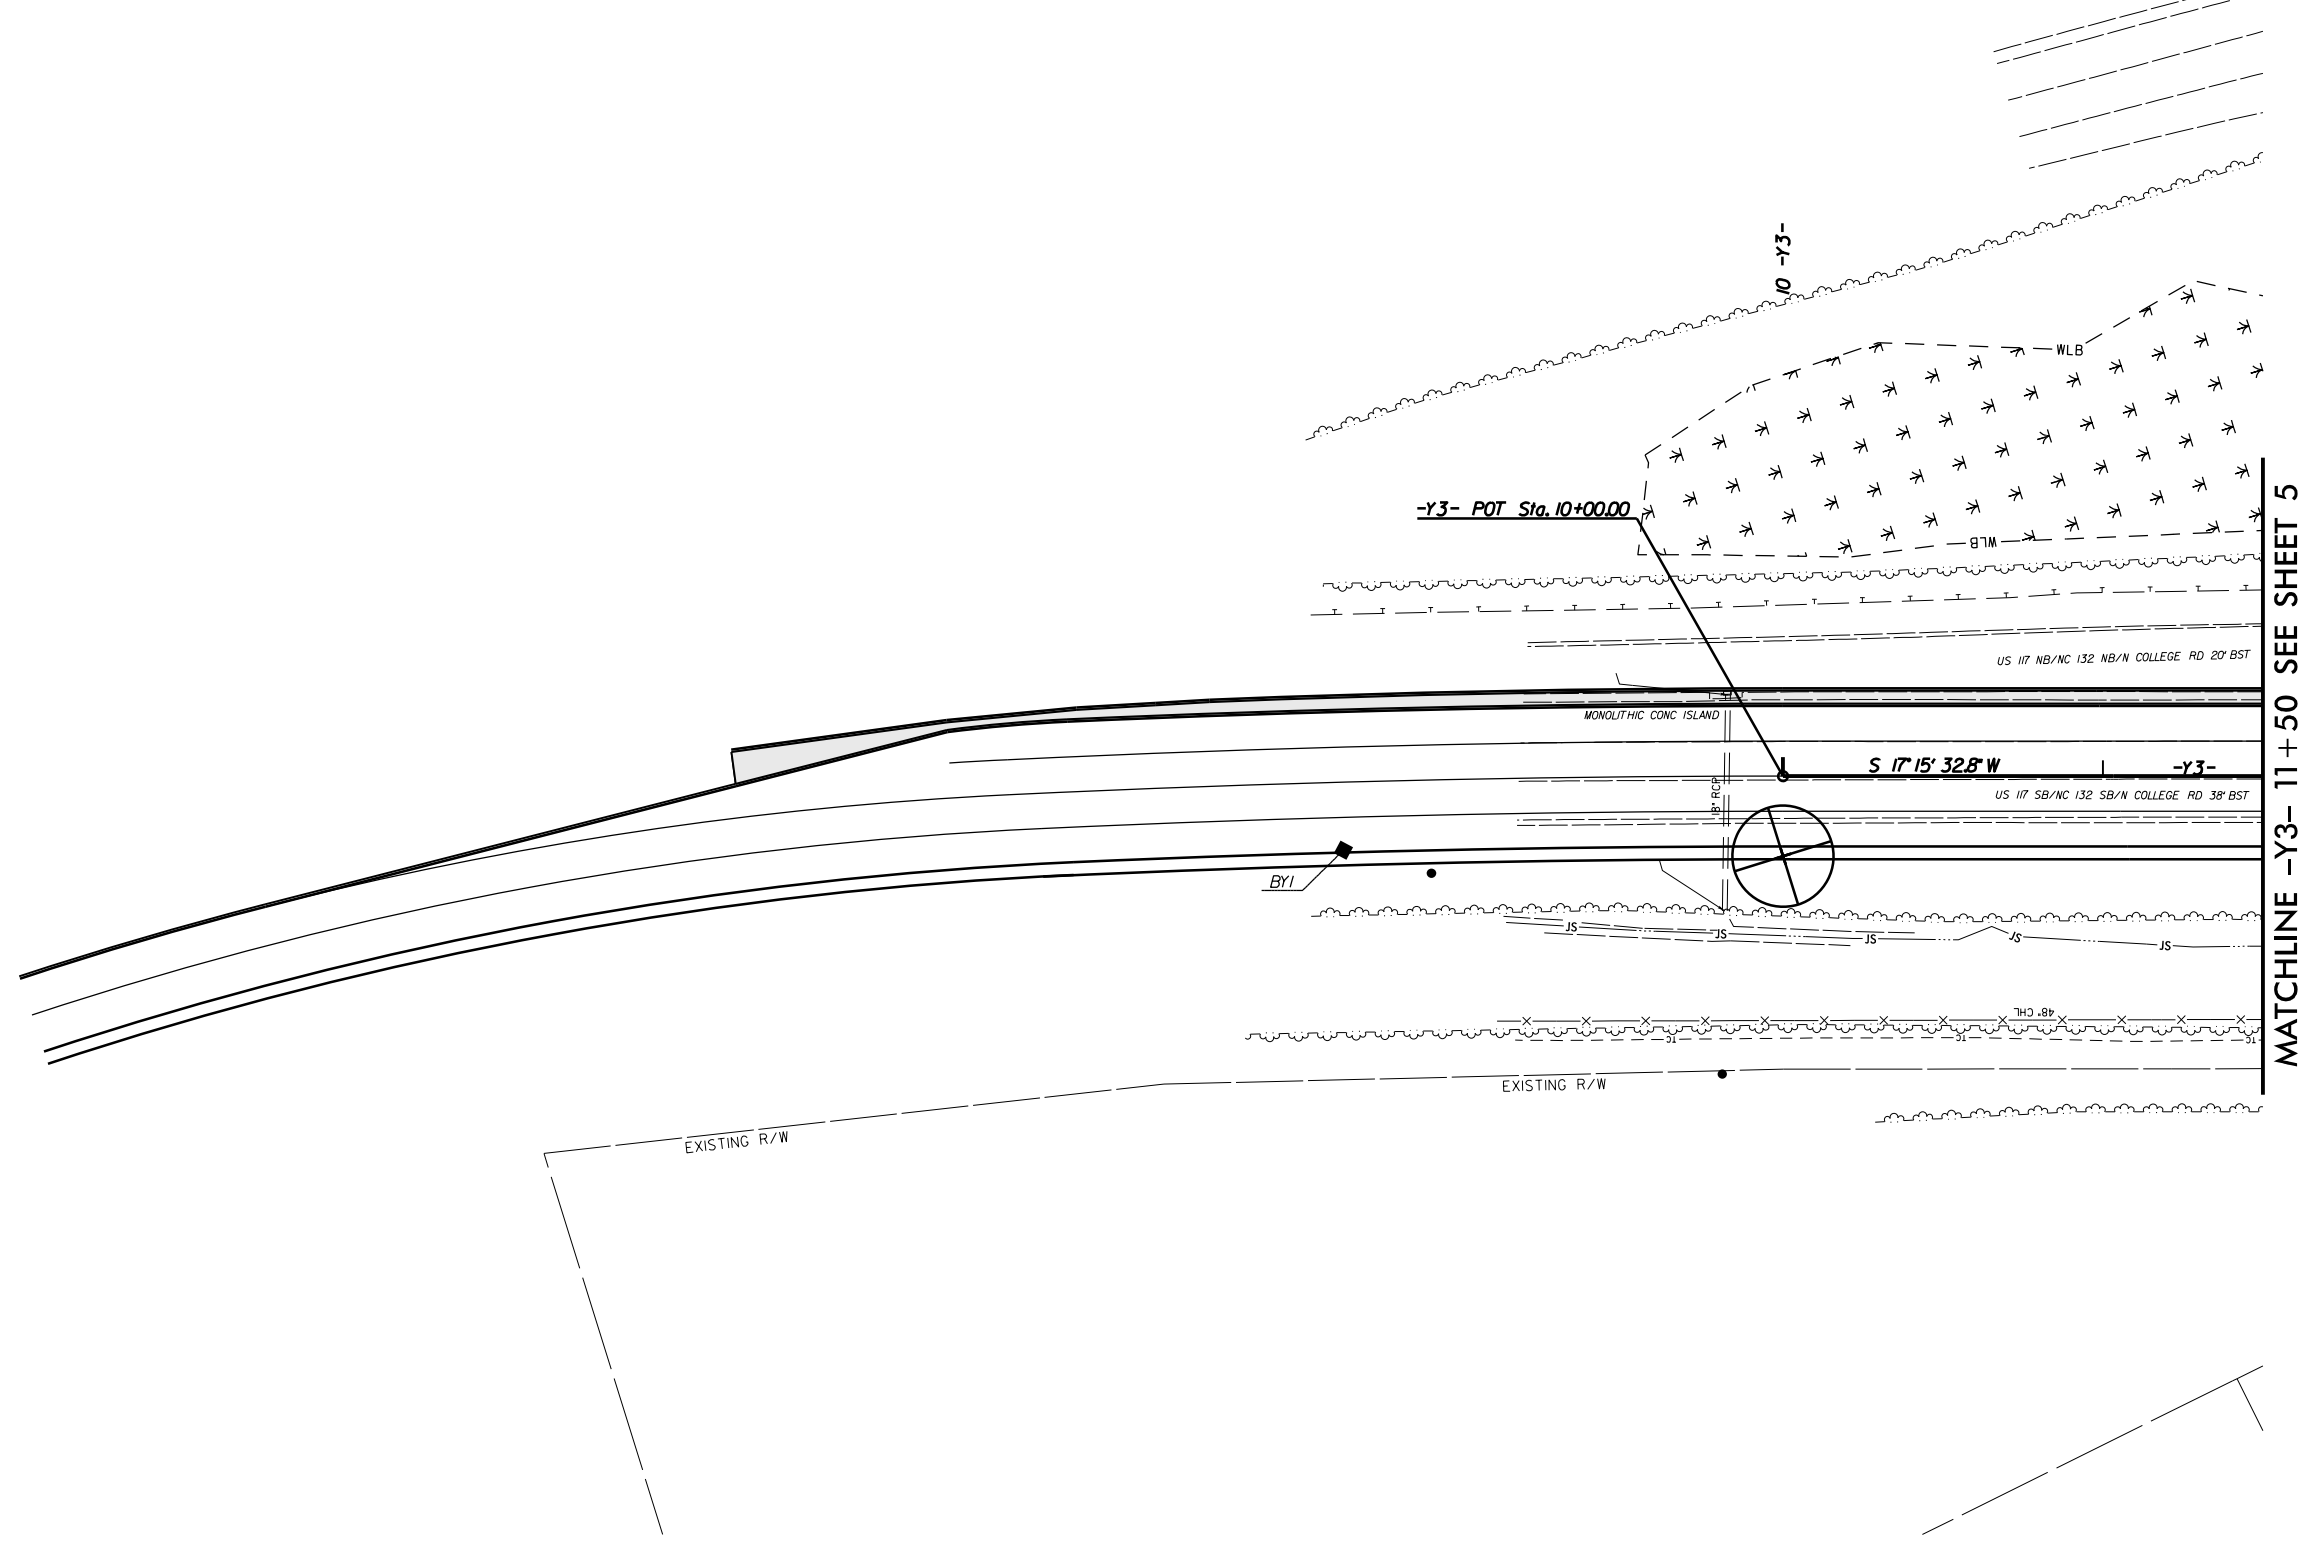 10 -Y3-
WLB
-Y3- POT Sta. 10+00.00
WLB
US 117 NB/NC 132 NB/N COLLEGE RD 20' BST
MONOLITHIC CONC ISLAND
S 17° 15' 32.8" W
-Y3-
18" RCP
US 117 SB/NC 132 SB/N COLLEGE RD 38' BST
BY1
JS
JS
JS
JS
JS
48" CHL
TC
TC
TC
EXISTING R/W
EXISTING R/W
MATCHLINE -Y3- 11+50 SEE SHEET 5